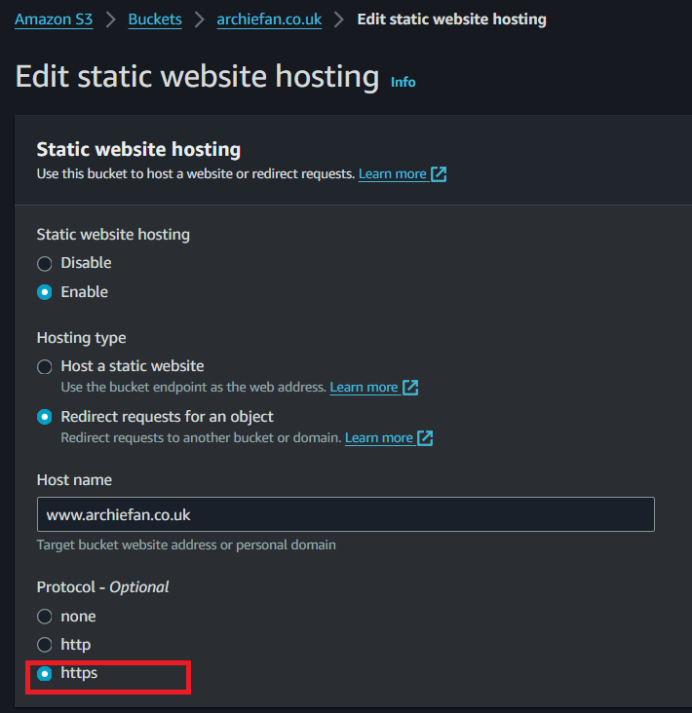 Amazon S3 > Buckets > archiefan.co.uk > Edit static website hosting
Edit static website hosting Info
Static website hosting
Use this bucket to host a website or redirect requests. Learn more
Static website hosting
Disable
Enable
Hosting type
Host a static website
Use the bucket endpoint as the web address. Learn more
Redirect requests for an object
Redirect requests to another bucket or domain. Learn more
Host name
www.archiefan.co.uk
Target bucket website address or personal domain
Protocol - Optional
none
http
https